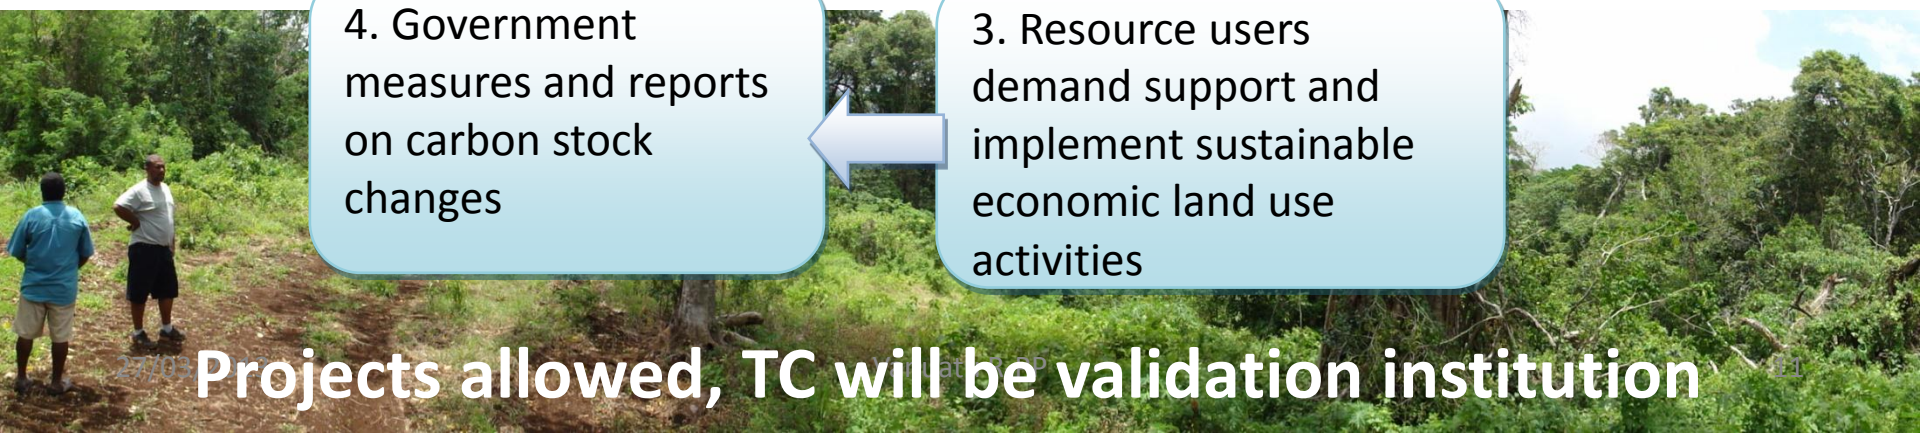 4. Government
measures and reports
on carbon stock
changes
3. Resource users
demand support and
implement sustainable
economic land use
activities
Projects allowed, TC will be validation institution
11